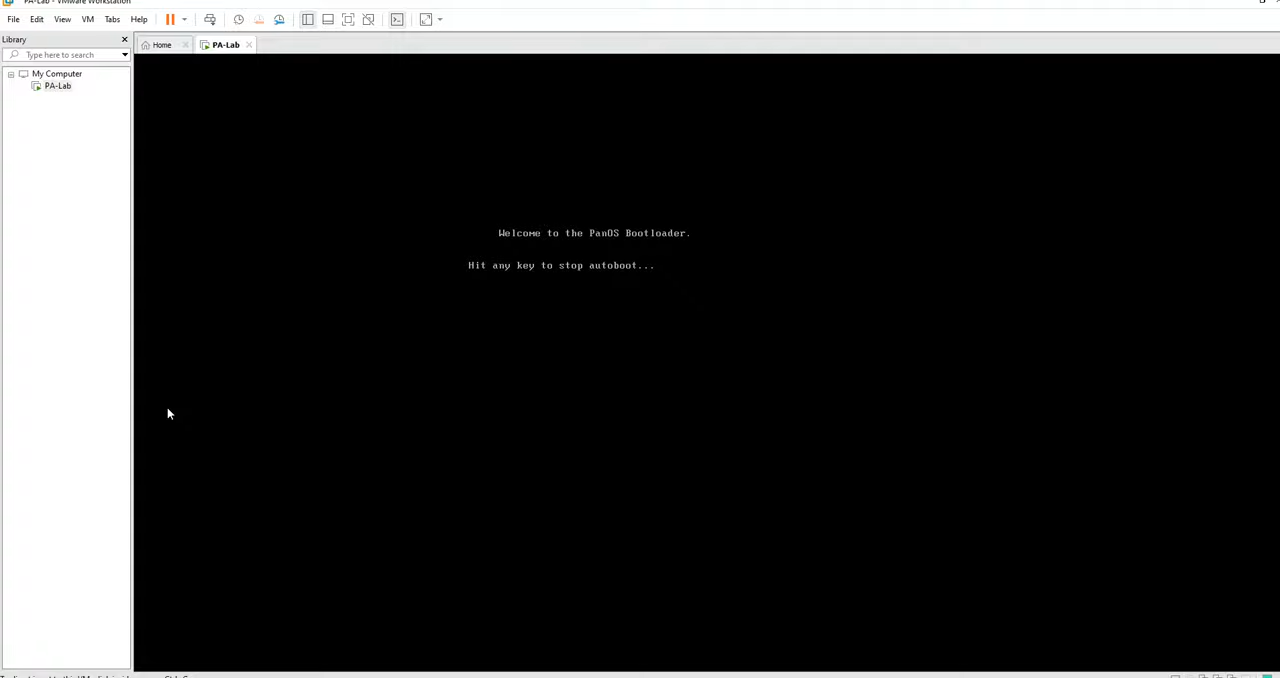 PA-Lab - VMware Workstation
File Edit View VM Tabs Help
Library
Home PA-Lab
Type here to search
My Computer
PA-Lab
Welcome to the PanOS Bootloader.
Hit any key to stop autoboot...